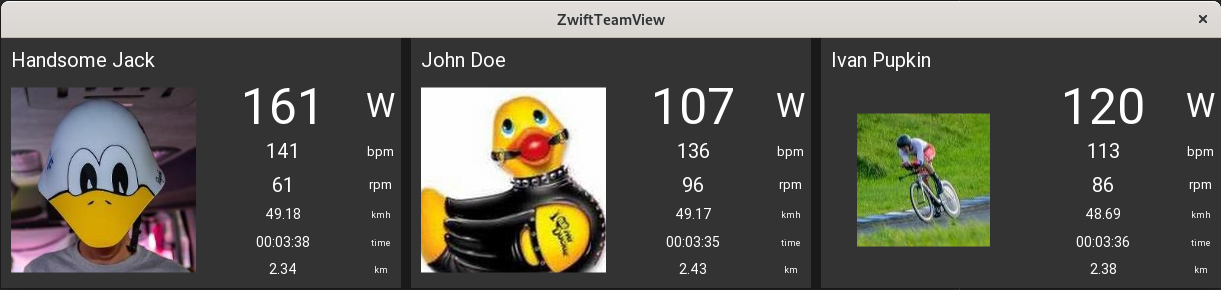 ZwiftTeamView ×
Handsome Jack
161 W
141 bpm
61 rpm
49.18 kmh
00:03:38 time
2.34 km
John Doe
107 W
136 bpm
96 rpm
49.17 kmh
00:03:35 time
2.43 km
Ivan Pupkin
120 W
113 bpm
86 rpm
48.69 kmh
00:03:36 time
2.38 km